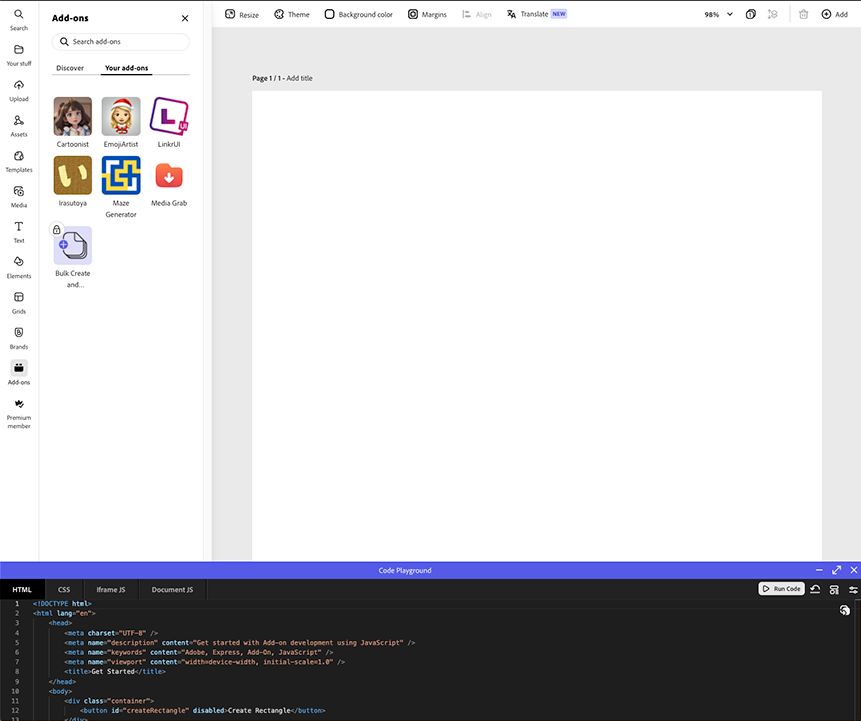 Search
Your stuff
Upload
Assets
Templates
Media
Text
Elements
Grids
Brands
Add-ons
Premium
member
Add-ons
Search add-ons
Discover
Your add-ons
Cartoonist
EmojiArtist
LinkrUI
Irasutoya
Maze
Generator
Media Grab
Bulk Create
and...
Resize
Theme
Background color
Margins
Align
Translate NEW
98%
Add
Page 1 / 1 - Add title
Code Playground
HTML
CSS
Iframe JS
Document JS
Run Code
1 <!DOCTYPE html>
2 <html lang="en">
3 <head>
4 <meta charset="UTF-8" />
5 <meta name="description" content="Get started with Add-on development using JavaScript" />
6 <meta name="keywords" content="Adobe, Express, Add-On, JavaScript" />
7 <meta name="viewport" content="width=device-width, initial-scale=1.0" />
8 <title>Get Started</title>
9 </head>
10 <body>
11 <div class="container">
12 <button id="createRectangle" disabled>Create Rectangle</button>
13 </div>